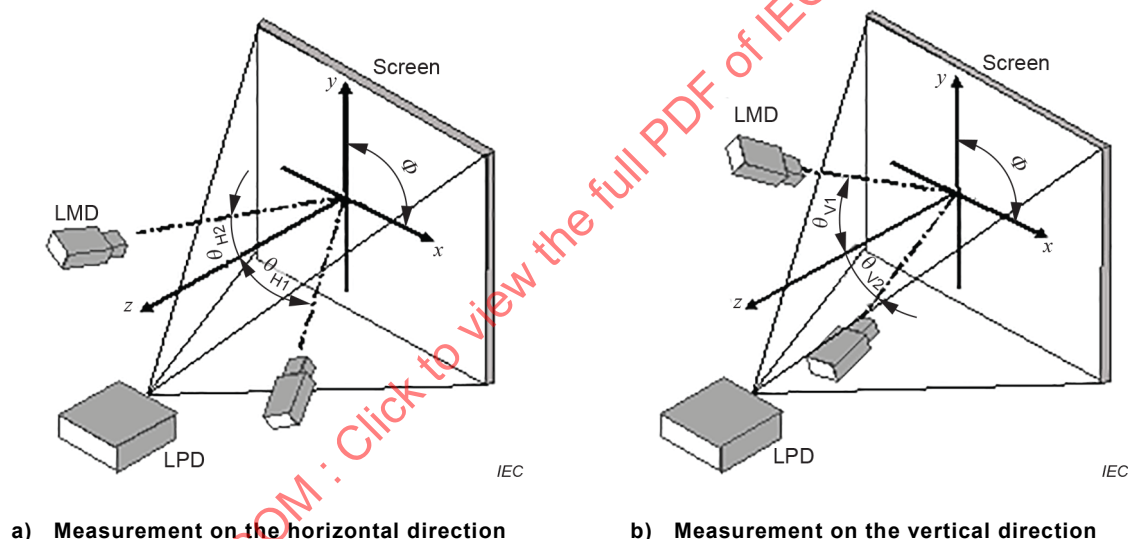 Screen
y
Φ
LMD
θH2
θH1
x
z
LPD
IEC
a) Measurement on the horizontal direction
Screen
y
LMD
Φ
θV1
θV2
x
z
LPD
IEC
b) Measurement on the vertical direction
COM : Click to view the full PDF of IEC